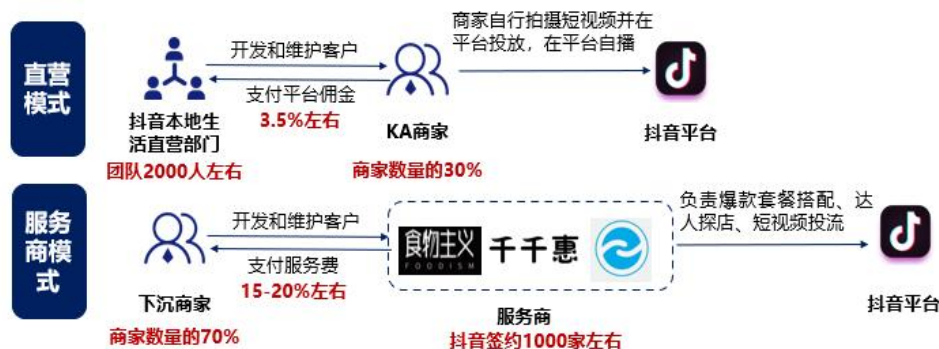 直营
模式
开发和维护客户
支付平台佣金
3.5%左右
商家自行拍摄短视频并在
平台投放，在平台自播
抖音本地生
活直营部门
团队2000人左右
KA商家
商家数量的30%
抖音平台
服务
商模
式
开发和维护客户
支付服务费
15-20%左右
食物主义
FOODISM
千千惠
负责爆款套餐搭配、达
人探店、短视频投流
下沉商家
商家数量的70%
服务商
抖音签约1000家左右
抖音平台